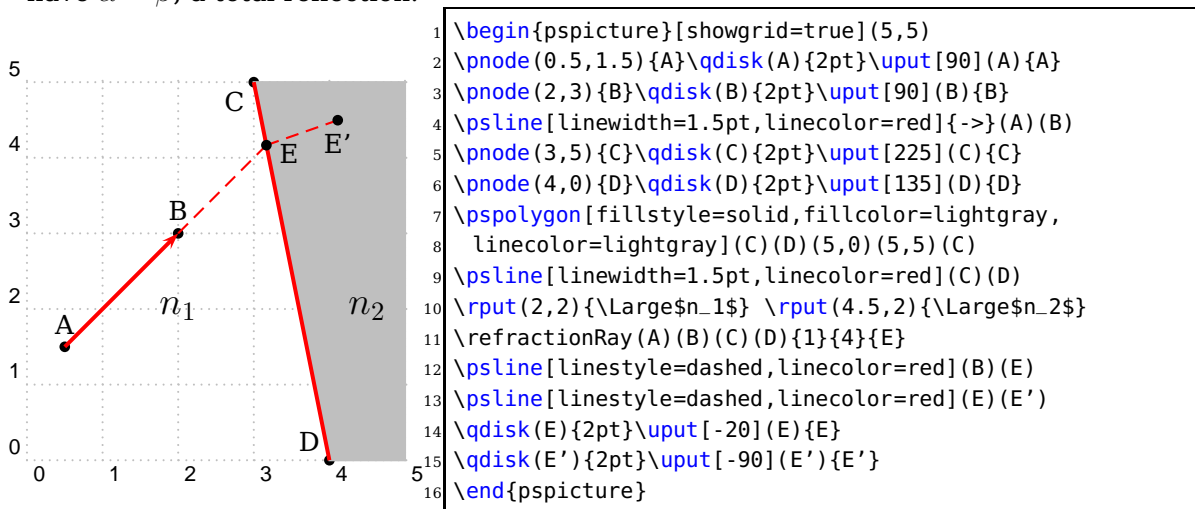 have α = β, a total reflection.
5
C
4
E
E'
B
3
2
n₁
n₂
A
1
D
0
0 1 2 3 4 5
1 \begin{pspicture}[showgrid=true](5,5)
2 \pnode(0.5,1.5){A}\qdisk(A){2pt}\uput[90](A){A}
3 \pnode(2,3){B}\qdisk(B){2pt}\uput[90](B){B}
4 \psline[linewidth=1.5pt,linecolor=red]{->}(A)(B)
5 \pnode(3,5){C}\qdisk(C){2pt}\uput[225](C){C}
6 \pnode(4,0){D}\qdisk(D){2pt}\uput[135](D){D}
7 \pspolygon[fillstyle=solid,fillcolor=lightgray,
8 linecolor=lightgray](C)(D)(5,0)(5,5)(C)
9 \psline[linewidth=1.5pt,linecolor=red](C)(D)
10 \rput(2,2){\Large$n_1$} \rput(4.5,2){\Large$n_2$}
11 \refractionRay(A)(B)(C)(D){1}{4}{E}
12 \psline[linestyle=dashed,linecolor=red](B)(E)
13 \psline[linestyle=dashed,linecolor=red](E)(E’)
14 \qdisk(E){2pt}\uput[-20](E){E}
15 \qdisk(E’){2pt}\uput[-90](E’){E’}
16 \end{pspicture}